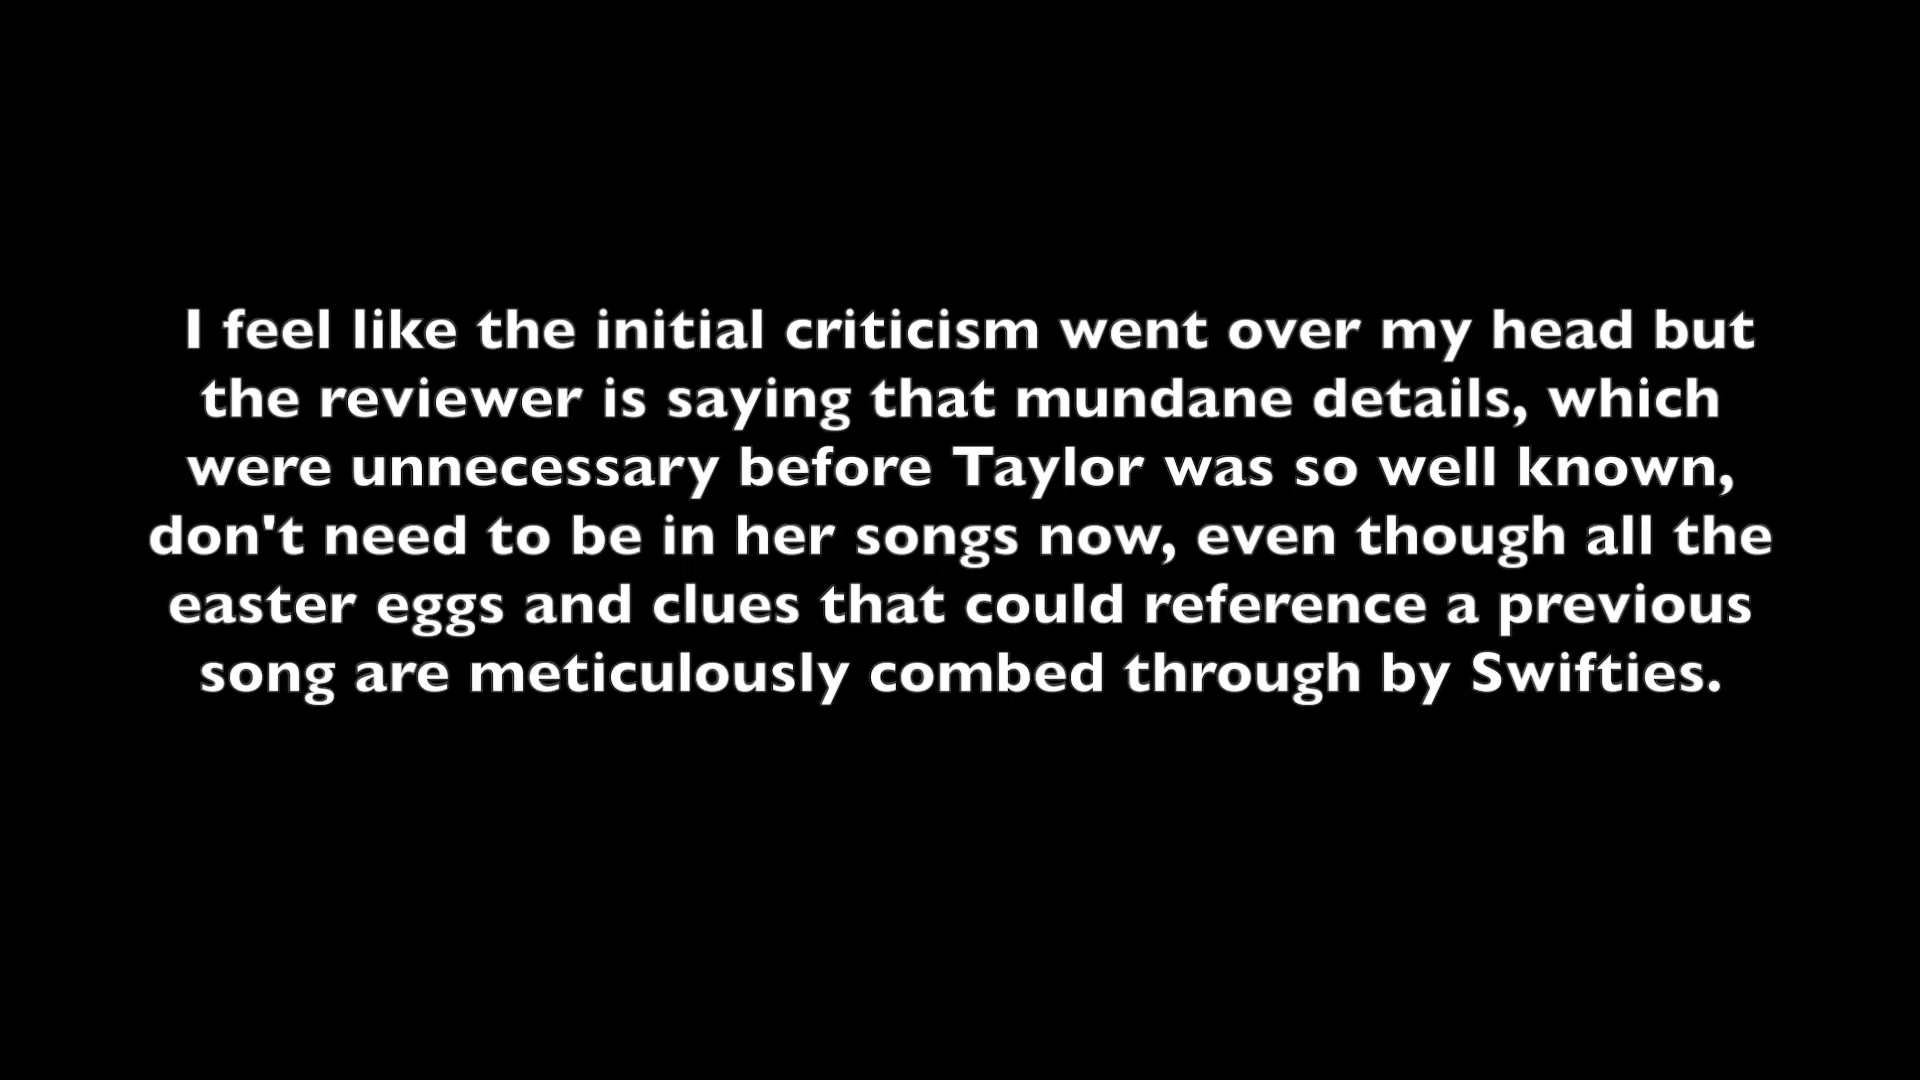 I feel like the initial criticism went over my head but
the reviewer is saying that mundane details, which
were unnecessary before Taylor was so well known,
don't need to be in her songs now, even though all the
easter eggs and clues that could reference a previous
song are meticulously combed through by Swifties.